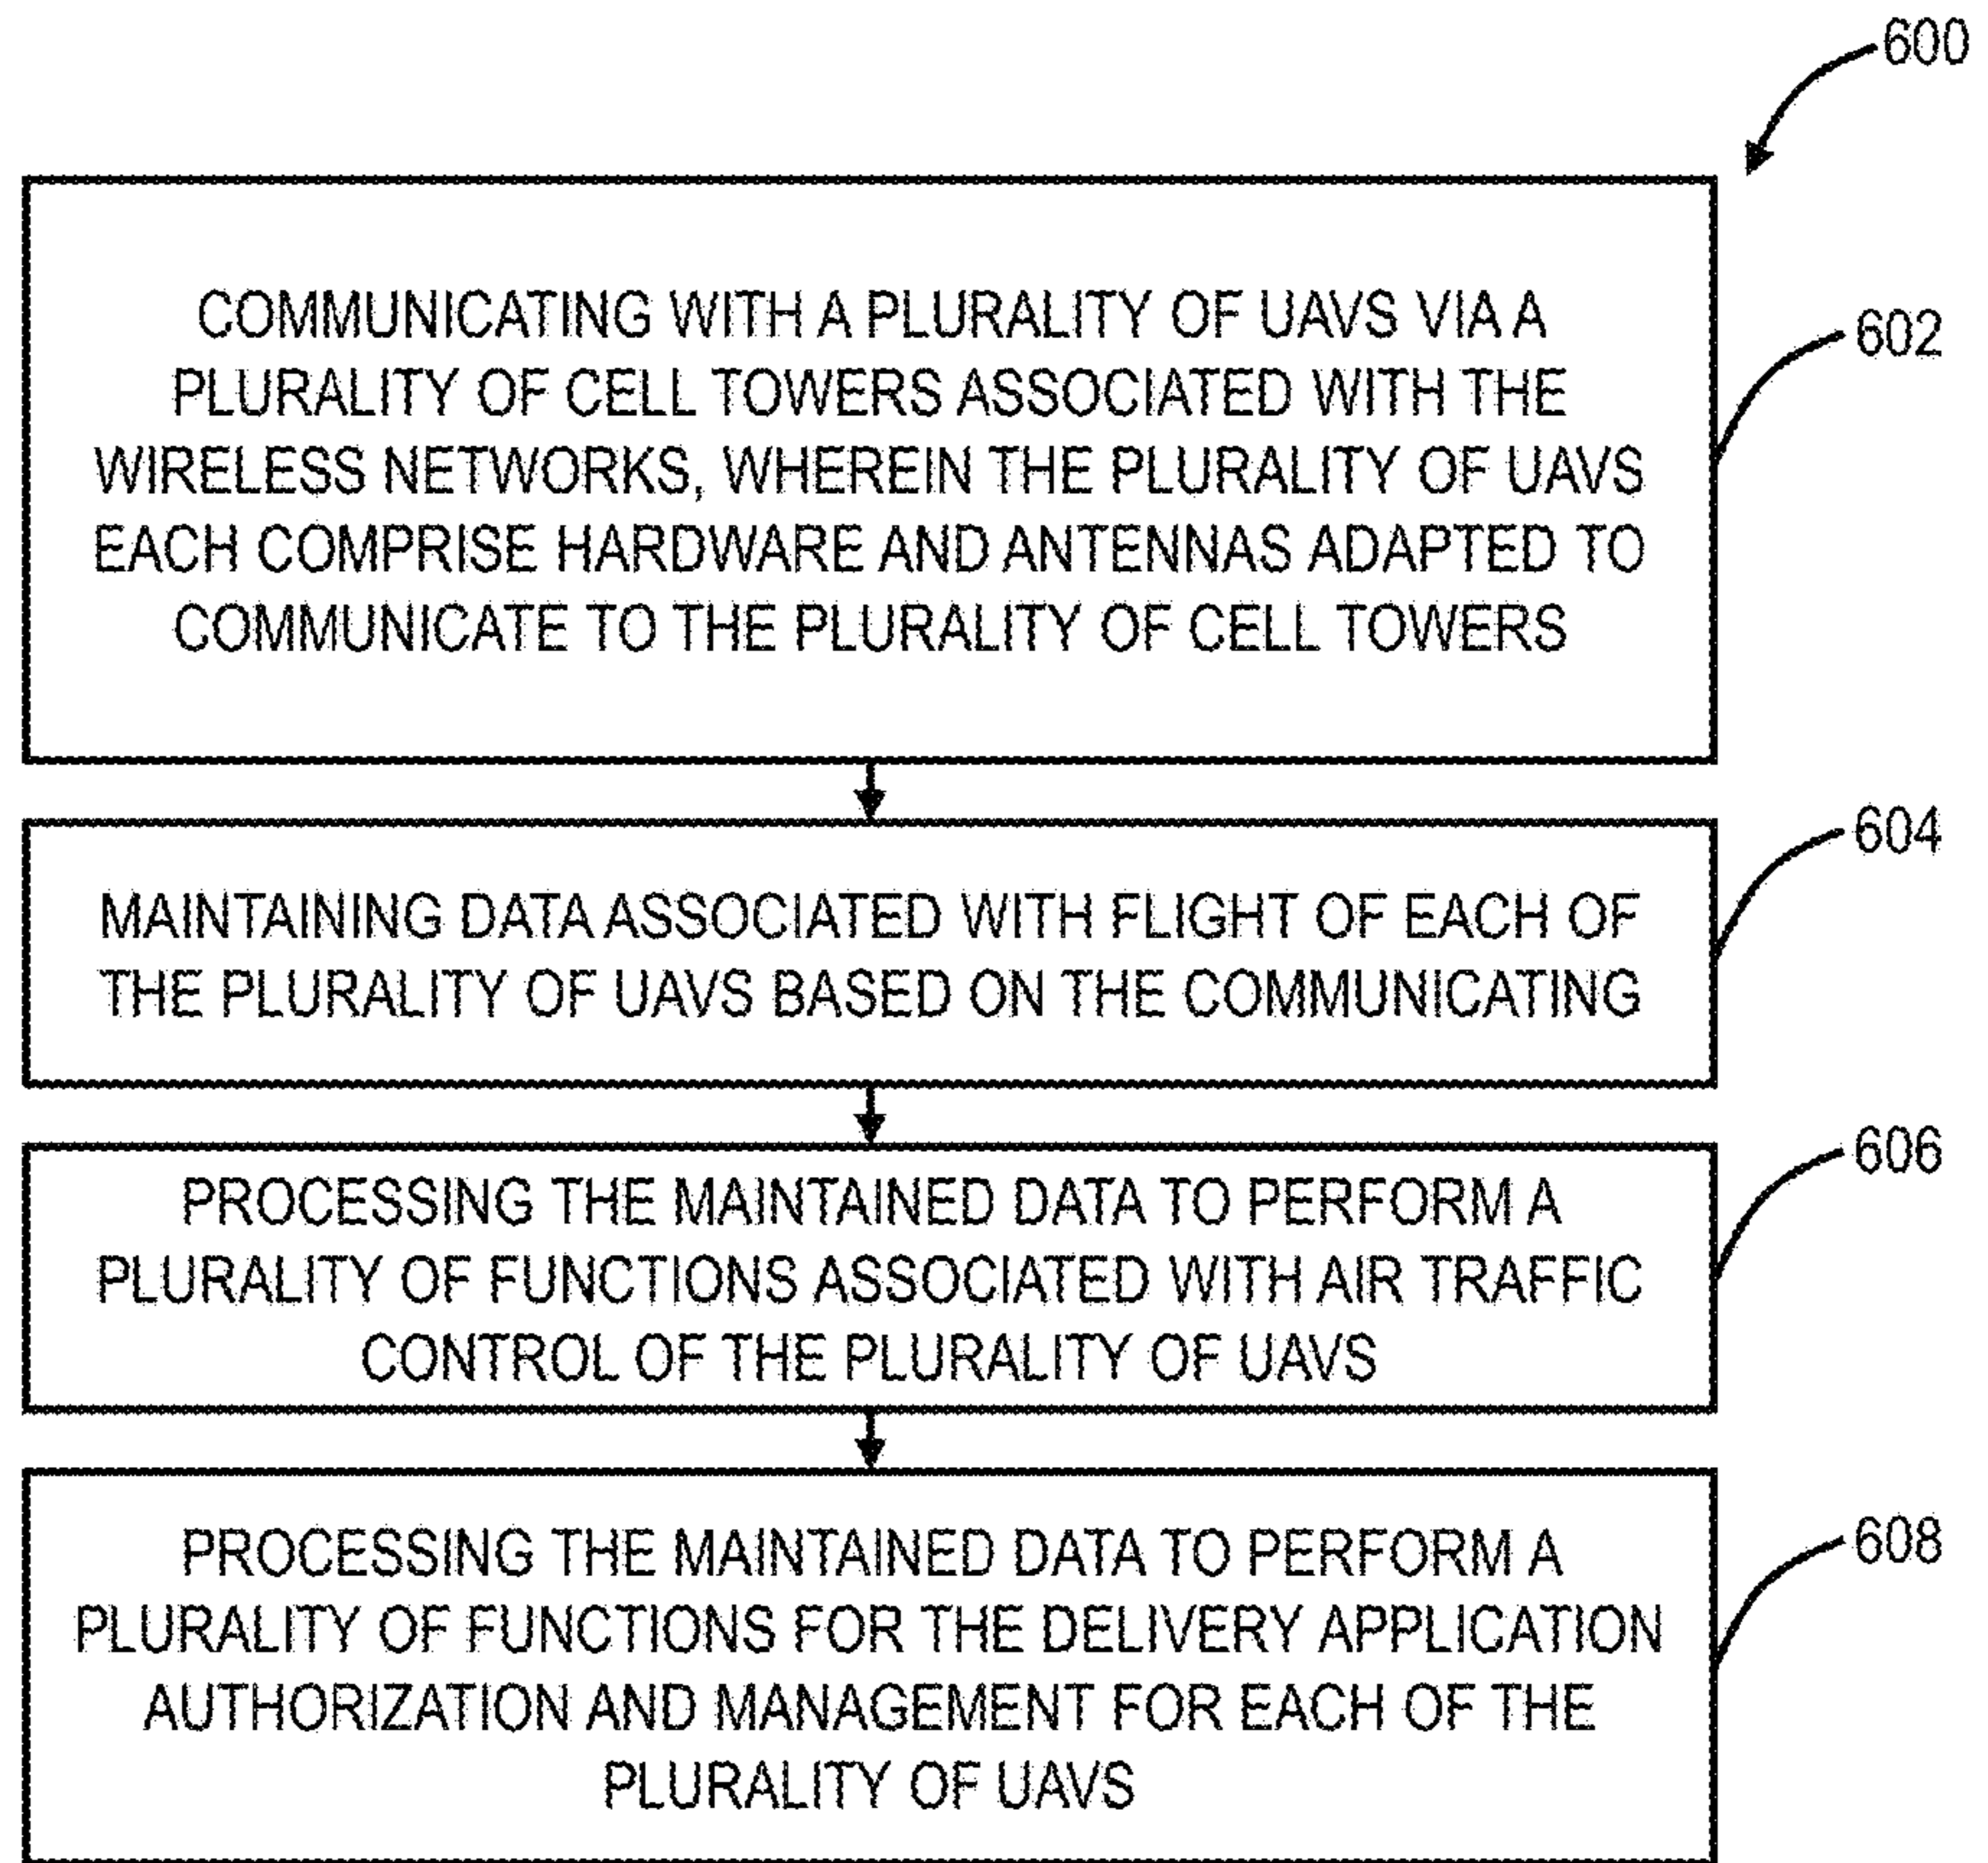 600
COMMUNICATING WITH A PLURALITY OF UAVS VIA A
PLURALITY OF CELL TOWERS ASSOCIATED WITH THE
WIRELESS NETWORKS, WHEREIN THE PLURALITY OF UAVS
EACH COMPRISE HARDWARE AND ANTENNAS ADAPTED TO
COMMUNICATE TO THE PLURALITY OF CELL TOWERS
602
MAINTAINING DATA ASSOCIATED WITH FLIGHT OF EACH OF
THE PLURALITY OF UAVS BASED ON THE COMMUNICATING
604
PROCESSING THE MAINTAINED DATA TO PERFORM A
PLURALITY OF FUNCTIONS ASSOCIATED WITH AIR TRAFFIC
CONTROL OF THE PLURALITY OF UAVS
606
PROCESSING THE MAINTAINED DATA TO PERFORM A
PLURALITY OF FUNCTIONS FOR THE DELIVERY APPLICATION
AUTHORIZATION AND MANAGEMENT FOR EACH OF THE
PLURALITY OF UAVS
608